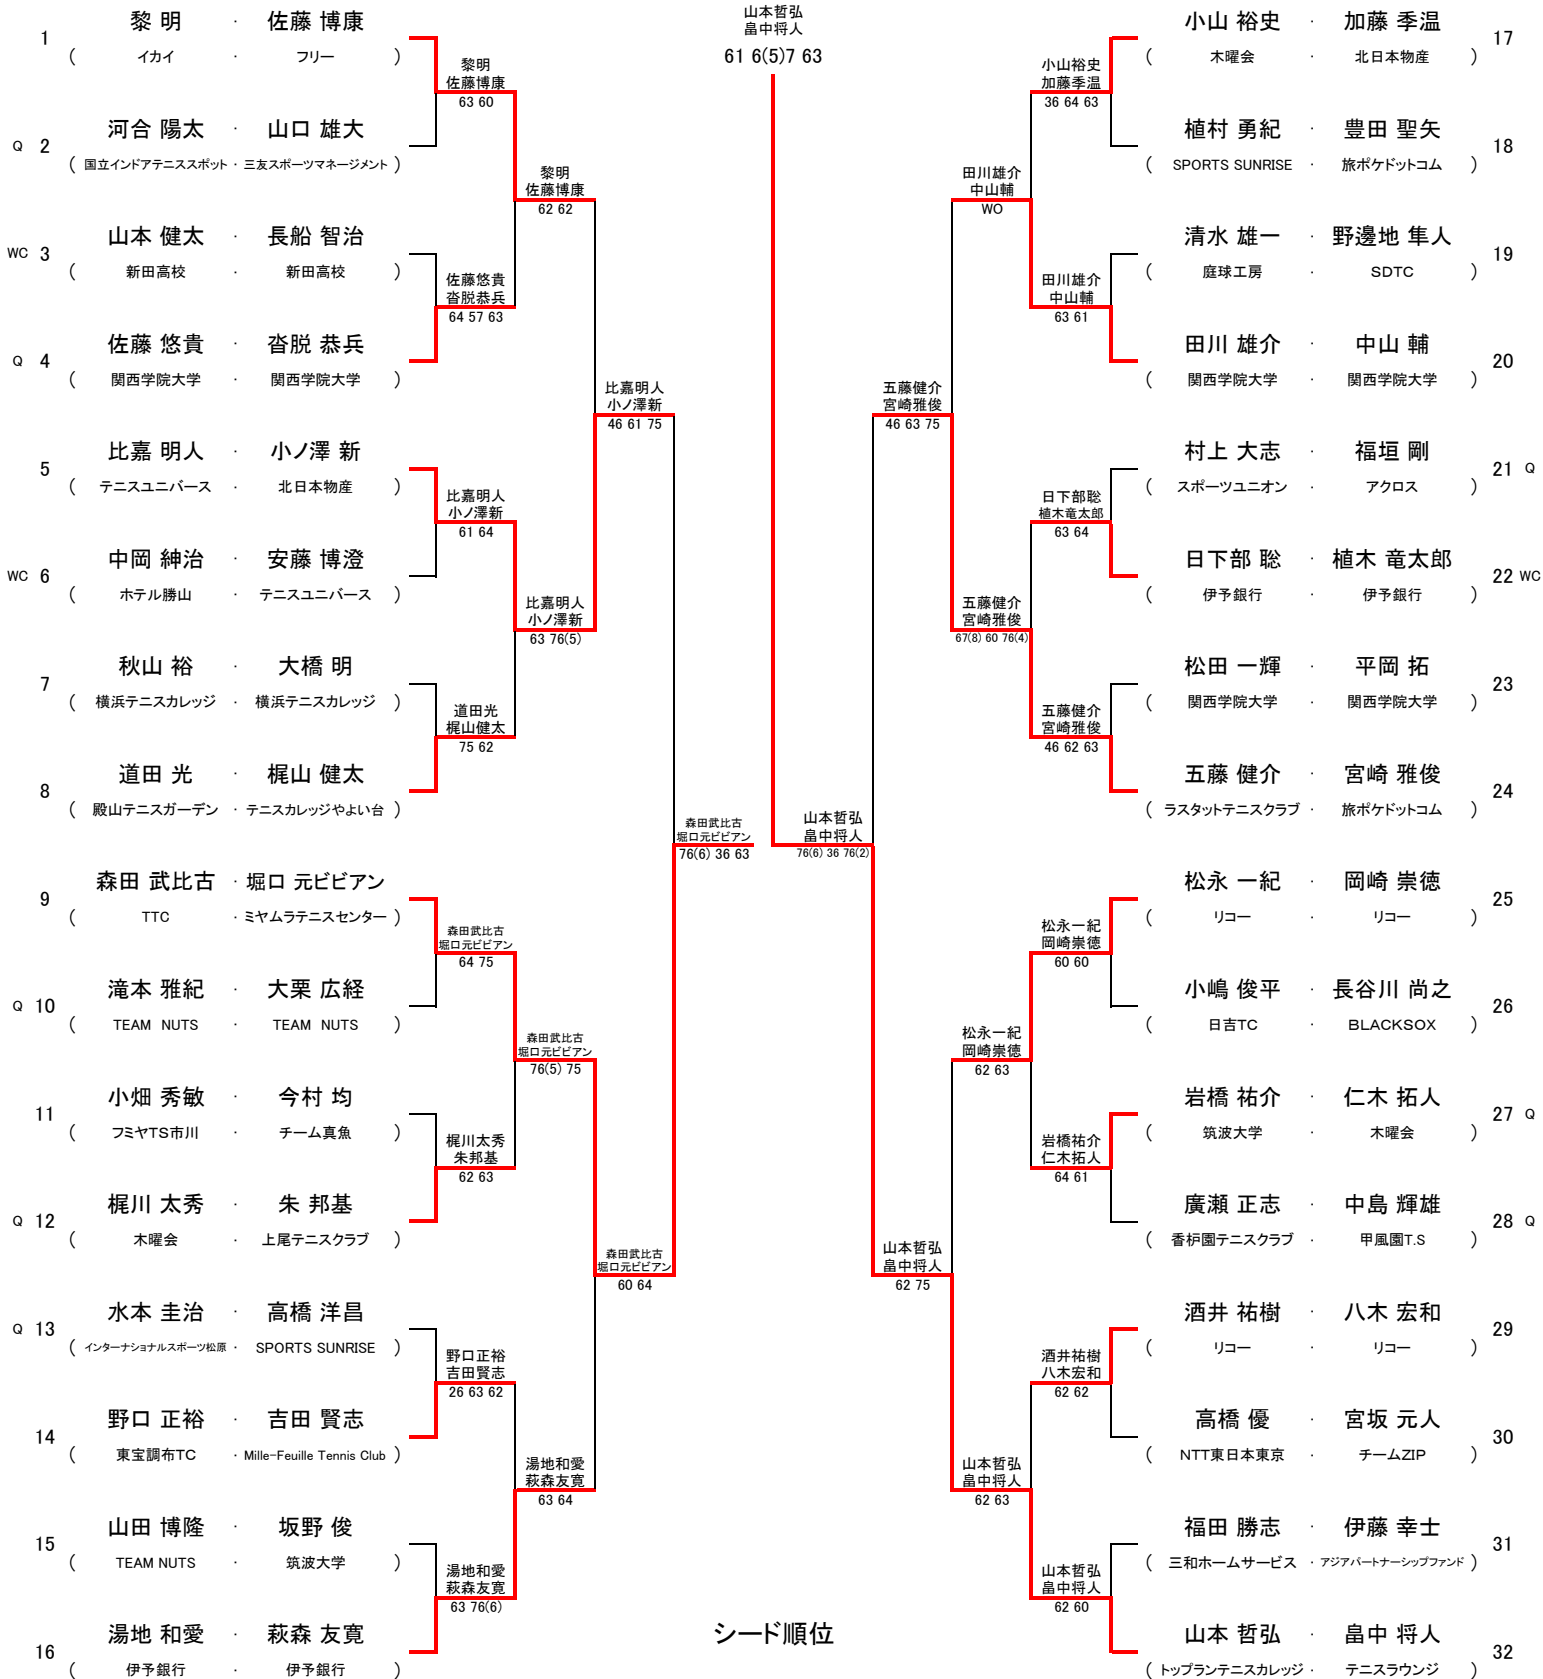 山本哲弘
畠中将人
61 6(5)7 63
1 黎 明 ・ 佐藤 博康
( イカイ ・ フリー )
黎明
佐藤博康
63 60
Q 2 河合 陽太 ・ 山口 雄大
( 国立インドアテニススポット ・ 三友スポーツマネージメント )
黎明
佐藤博康
62 62
WC 3 山本 健太 ・ 長船 智治
( 新田高校 ・ 新田高校 )
佐藤悠貴
沓脱恭兵
64 57 63
Q 4 佐藤 悠貴 ・ 沓脱 恭兵
( 関西学院大学 ・ 関西学院大学 )
比嘉明人
小ノ澤新
46 61 75
5 比嘉 明人 ・ 小ノ澤 新
( テニスユニバース ・ 北日本物産 )
比嘉明人
小ノ澤新
61 64
WC 6 中岡 紳治 ・ 安藤 博澄
( ホテル勝山 ・ テニスユニバース )
比嘉明人
小ノ澤新
63 76(5)
7 秋山 裕 ・ 大橋 明
( 横浜テニスカレッジ ・ 横浜テニスカレッジ )
道田光
梶山健太
75 62
8 道田 光 ・ 梶山 健太
( 殿山テニスガーデン ・ テニスカレッジやよい台 )
森田武比古
堀口元ビビアン
76(6) 36 63
9 森田 武比古 ・ 堀口 元ビビアン
( TTC ・ ミヤムラテニスセンター )
森田武比古
堀口元ビビアン
64 75
Q 10 滝本 雅紀 ・ 大栗 広経
( TEAM NUTS ・ TEAM NUTS )
森田武比古
堀口元ビビアン
76(5) 75
11 小畑 秀敏 ・ 今村 均
( フミヤTS市川 ・ チーム真魚 )
梶川太秀
朱邦基
62 63
Q 12 梶川 太秀 ・ 朱 邦基
( 木曜会 ・ 上尾テニスクラブ )
森田武比古
堀口元ビビアン
60 64
Q 13 水本 圭治 ・ 高橋 洋昌
( インターナショナルスポーツ松原 ・ SPORTS SUNRISE )
野口正裕
吉田賢志
26 63 62
14 野口 正裕 ・ 吉田 賢志
( 東宝調布TC ・ Mille-Feuille Tennis Club )
湯地和愛
萩森友寛
63 64
15 山田 博隆 ・ 坂野 俊
( TEAM NUTS ・ 筑波大学 )
湯地和愛
萩森友寛
63 76(6)
16 湯地 和愛 ・ 萩森 友寛
( 伊予銀行 ・ 伊予銀行 )
小山 裕史 ・ 加藤 季温 17
( 木曜会 ・ 北日本物産 )
小山裕史
加藤季温
36 64 63
植村 勇紀 ・ 豊田 聖矢 18
( SPORTS SUNRISE ・ 旅ポケドットコム )
田川雄介
中山輔
WO
清水 雄一 ・ 野邊地 隼人 19
( 庭球工房 ・ SDTC )
田川雄介
中山輔
63 61
田川 雄介 ・ 中山 輔 20
( 関西学院大学 ・ 関西学院大学 )
五藤健介
宮崎雅俊
46 63 75
村上 大志 ・ 福垣 剛 21 Q
( スポーツユニオン ・ アクロス )
日下部聡
植木竜太郎
63 64
日下部 聡 ・ 植木 竜太郎 22 WC
( 伊予銀行 ・ 伊予銀行 )
五藤健介
宮崎雅俊
67(8) 60 76(4)
松田 一輝 ・ 平岡 拓 23
( 関西学院大学 ・ 関西学院大学 )
五藤健介
宮崎雅俊
46 62 63
五藤 健介 ・ 宮崎 雅俊 24
( ラスタットテニスクラブ ・ 旅ポケドットコム )
山本哲弘
畠中将人
76(6) 36 76(2)
松永 一紀 ・ 岡崎 崇徳 25
( リコー ・ リコー )
松永一紀
岡崎崇徳
60 60
小嶋 俊平 ・ 長谷川 尚之 26
( 日吉TC ・ BLACKSOX )
松永一紀
岡崎崇徳
62 63
岩橋 祐介 ・ 仁木 拓人 27 Q
( 筑波大学 ・ 木曜会 )
岩橋祐介
仁木拓人
64 61
廣瀬 正志 ・ 中島 輝雄 28 Q
( 香枦園テニスクラブ ・ 甲風園T.S )
山本哲弘
畠中将人
62 75
酒井 祐樹 ・ 八木 宏和 29
( リコー ・ リコー )
酒井祐樹
八木宏和
62 62
高橋 優 ・ 宮坂 元人 30
( NTT東日本東京 ・ チームZIP )
山本哲弘
畠中将人
62 63
福田 勝志 ・ 伊藤 幸士 31
( 三和ホームサービス ・ アジアパートナーシップファンド )
山本哲弘
畠中将人
62 60
山本 哲弘 ・ 畠中 将人 32
( トップランテニスカレッジ ・ テニスラウンジ )
シード順位